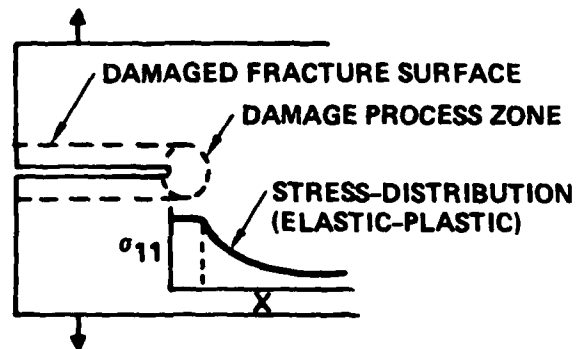 DAMAGED FRACTURE SURFACE
DAMAGE PROCESS ZONE
STRESS-DISTRIBUTION
(ELASTIC-PLASTIC)
σ11
X